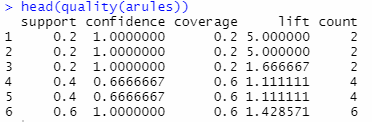 > head(quality(arules))
  support confidence coverage     lift count
1     0.2  1.0000000      0.2 5.000000     2
2     0.2  1.0000000      0.2 5.000000     2
3     0.2  1.0000000      0.2 1.666667     2
4     0.4  0.6666667      0.6 1.111111     4
5     0.4  0.6666667      0.6 1.111111     4
6     0.6  1.0000000      0.6 1.428571     6